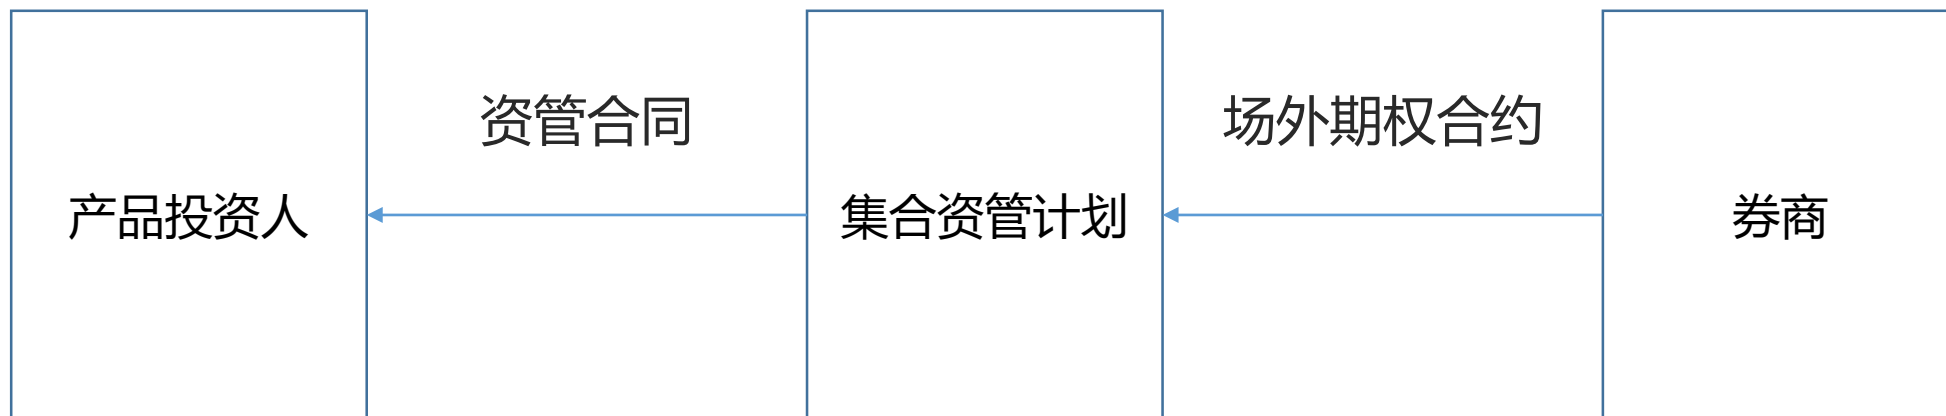 资管合同
场外期权合约
产品投资人
集合资管计划
券商